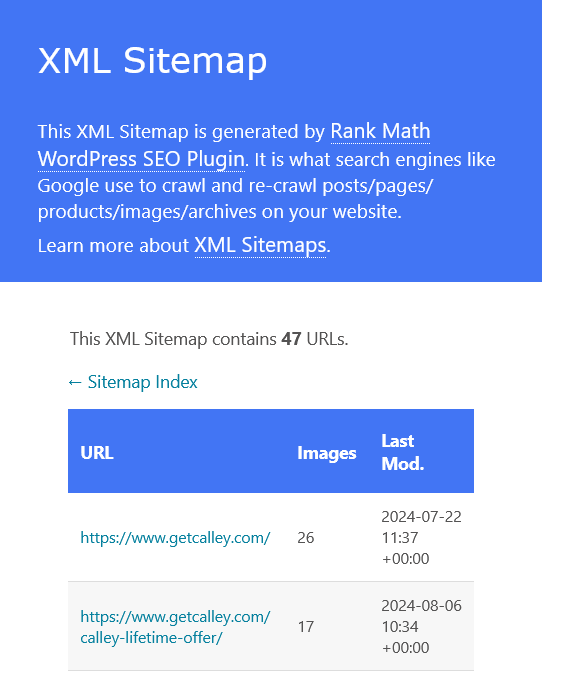 XML Sitemap
This XML Sitemap is generated by Rank Math
WordPress SEO Plugin. It is what search engines like
Google use to crawl and re-crawl posts/pages/
products/images/archives on your website.
Learn more about XML Sitemaps.
This XML Sitemap contains 47 URLs.
← Sitemap Index
URL Images Last
Mod.
https://www.getcalley.com/ 26 2024-07-22
11:37
+00:00
https://www.getcalley.com/
calley-lifetime-offer/ 17 2024-08-06
10:34
+00:00